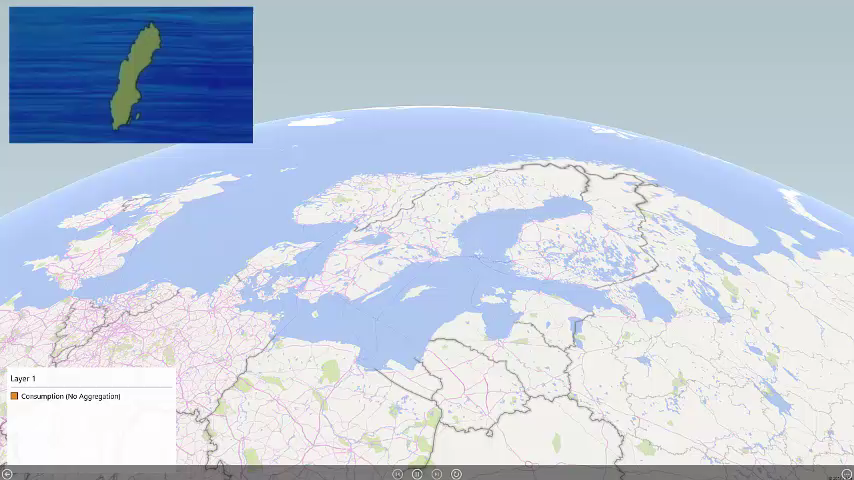 Layer 1
Consumption (No Aggregation)